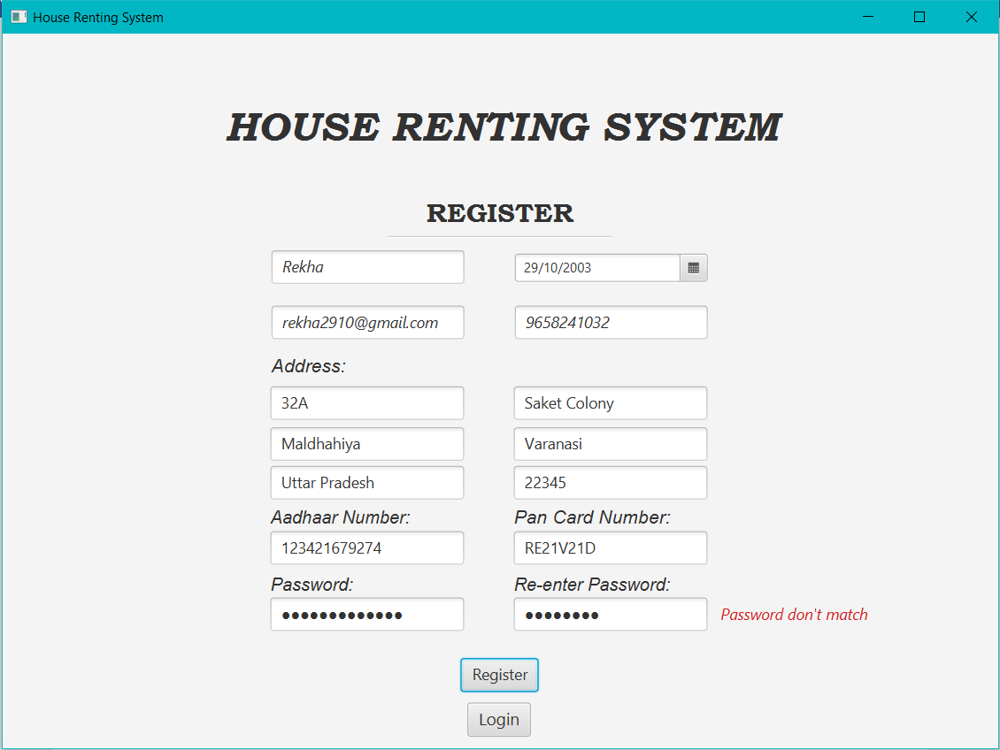 House Renting System
HOUSE RENTING SYSTEM
REGISTER
Rekha 29/10/2003
rekha2910@gmail.com 9658241032
Address:
32A Saket Colony
Maldhahiya Varanasi
Uttar Pradesh 22345
Aadhaar Number: Pan Card Number:
123421679274 RE21V21D
Password: Re-enter Password:
●●●●●●●●●●●●● ●●●●●●●● Password don't match
Register
Login